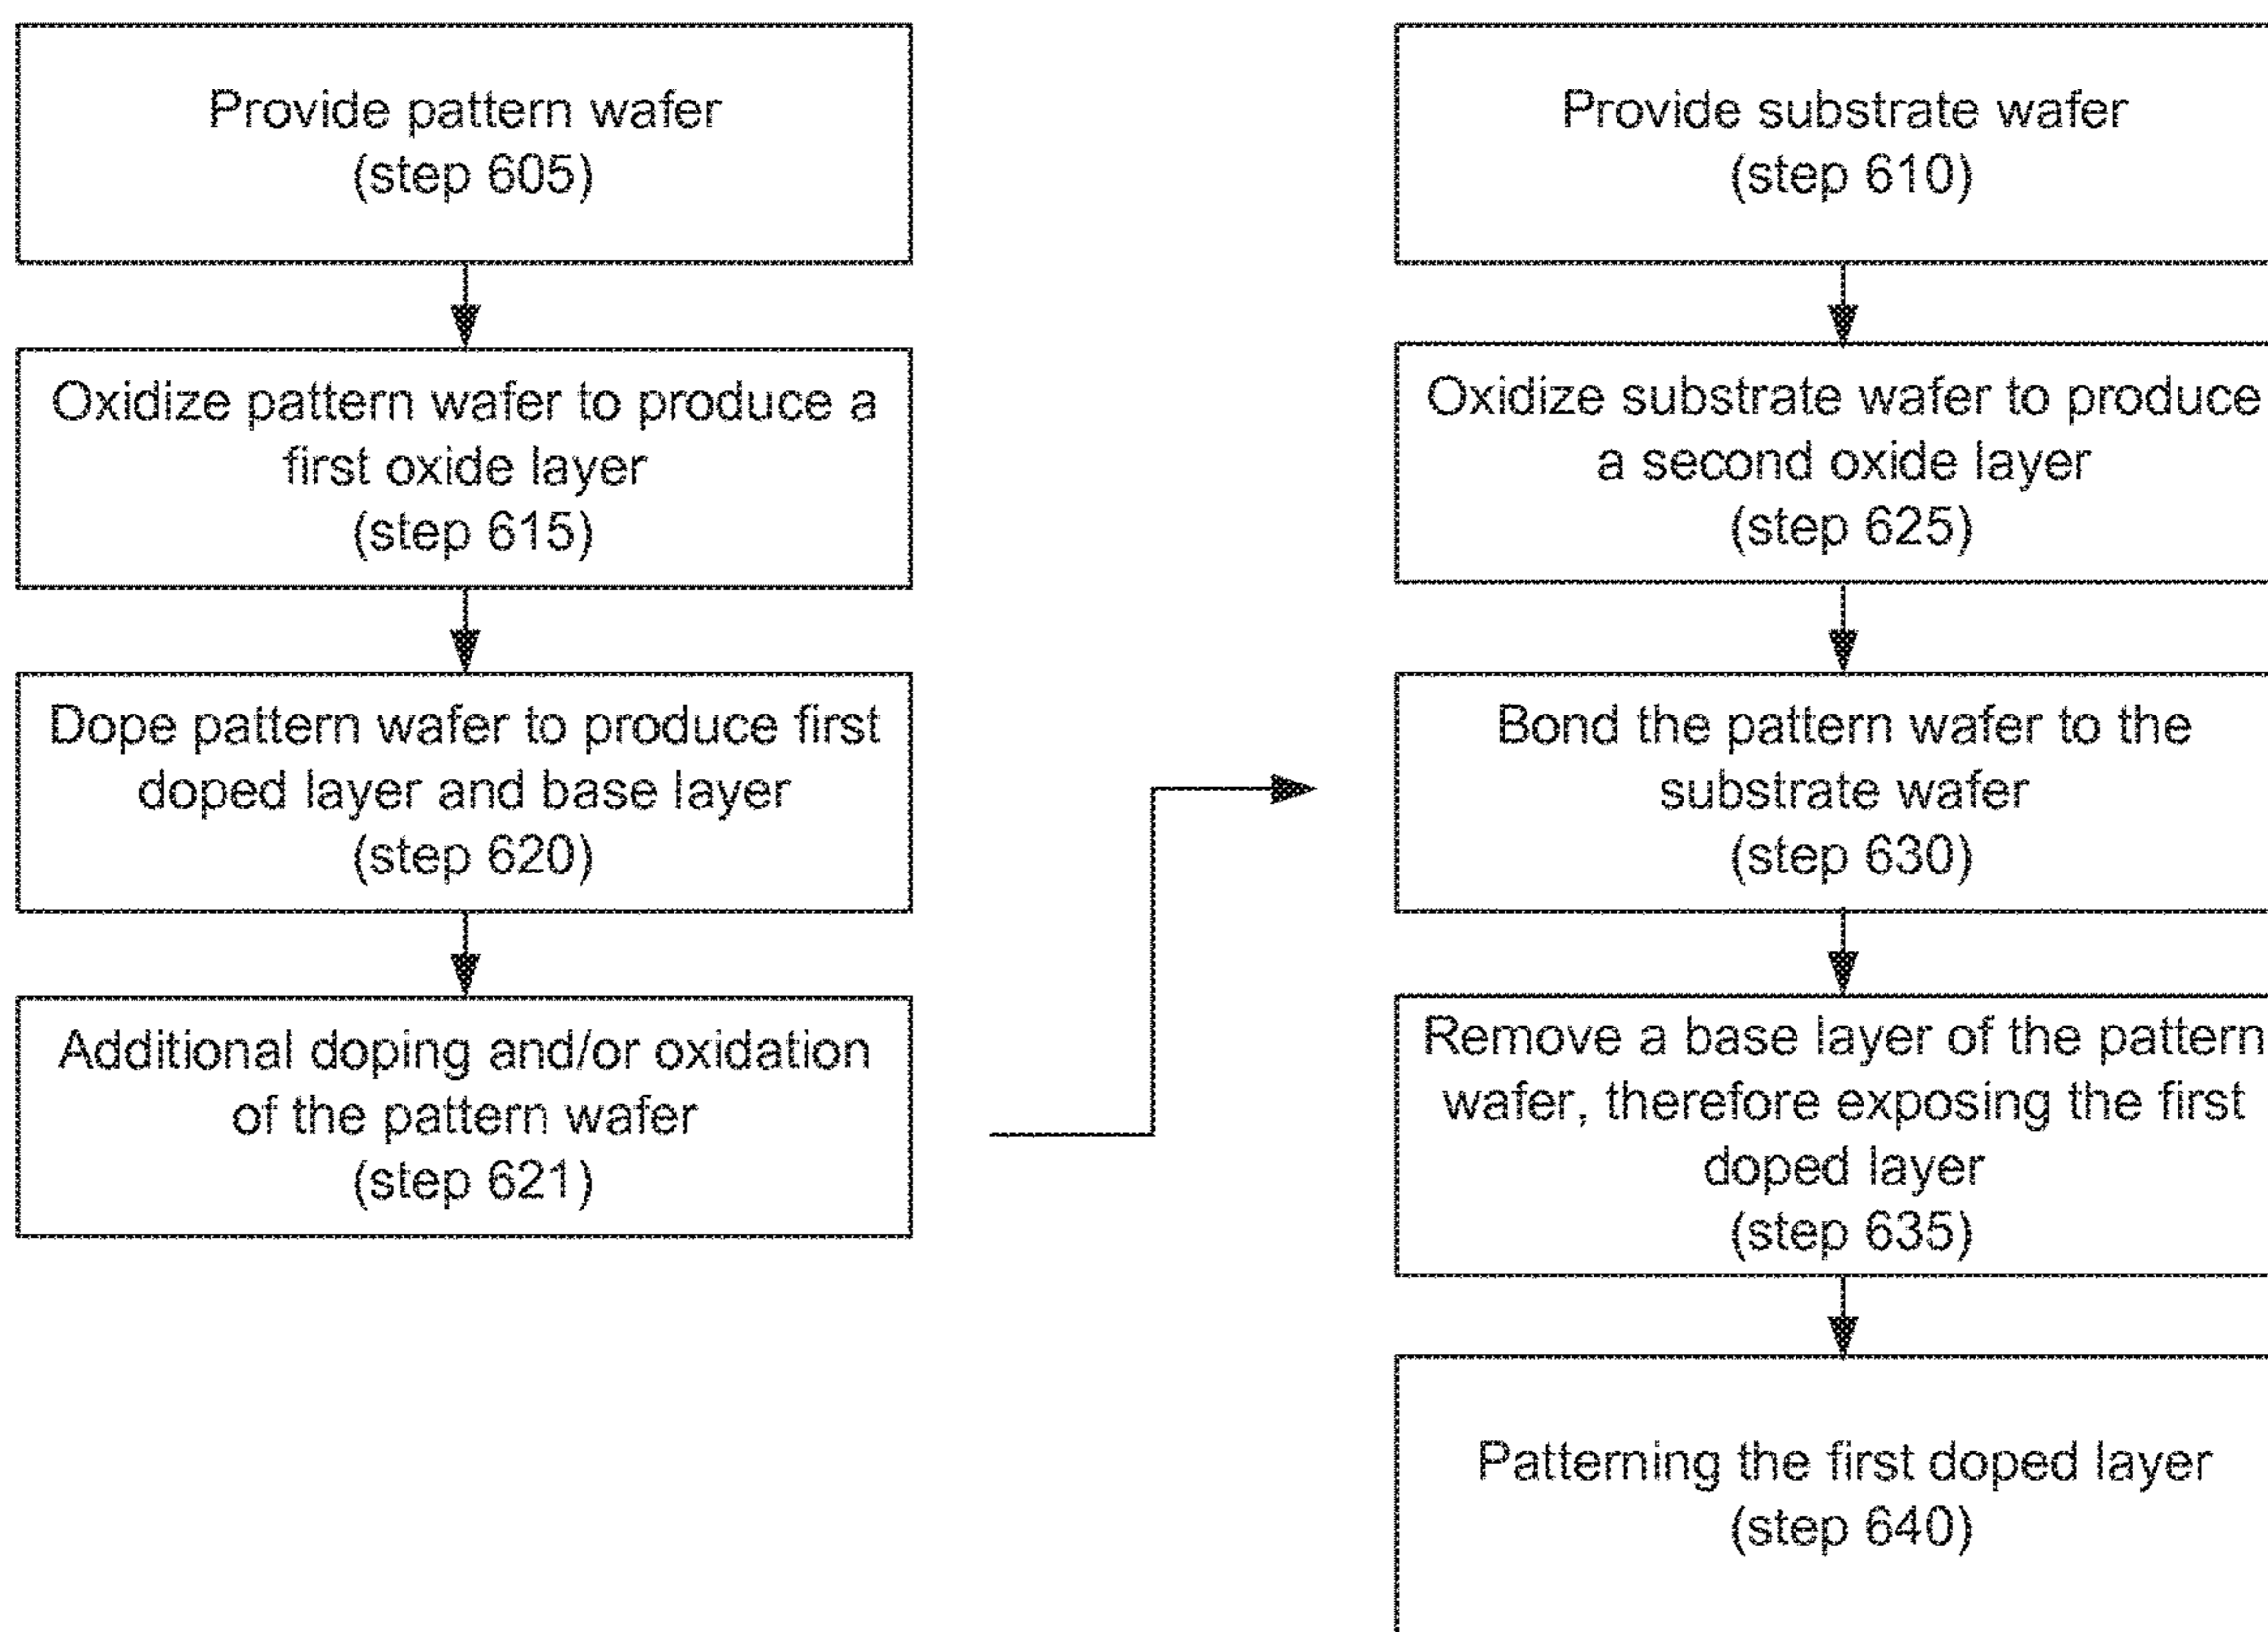 Provide pattern wafer
(step 605)
Oxidize pattern wafer to produce a
first oxide layer
(step 615)
Dope pattern wafer to produce first
doped layer and base layer
(step 620)
Additional doping and/or oxidation
of the pattern wafer
(step 621)
Provide substrate wafer
(step 610)
Oxidize substrate wafer to produce
a second oxide layer
(step 625)
Bond the pattern wafer to the
substrate wafer
(step 630)
Remove a base layer of the pattern
wafer, therefore exposing the first
doped layer
(step 635)
Patterning the first doped layer
(step 640)